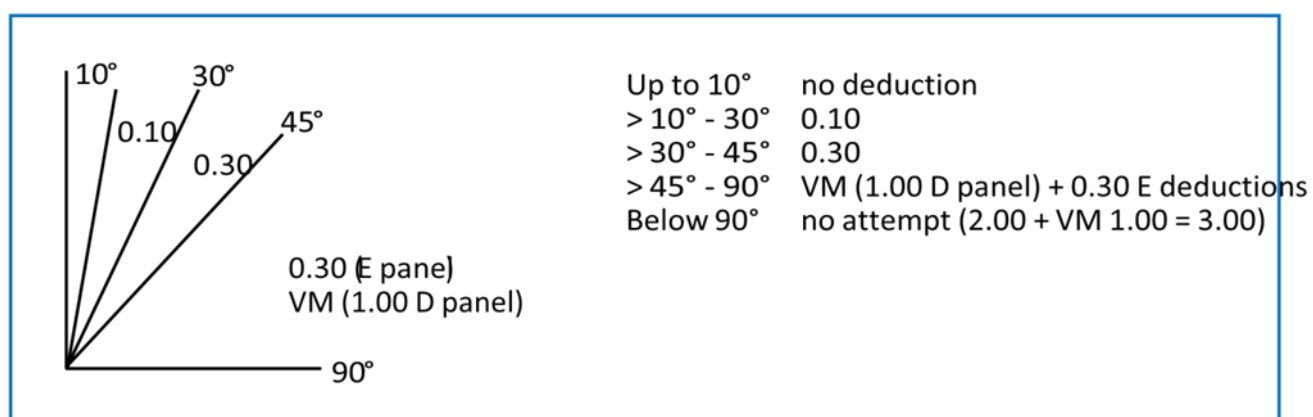 10° 30°
0.10 45°
0.30
0.30 (E panel)
VM (1.00 D panel)
90°
Up to 10° no deduction
> 10° - 30° 0.10
> 30° - 45° 0.30
> 45° - 90° VM (1.00 D panel) + 0.30 E deductions
Below 90° no attempt (2.00 + VM 1.00 = 3.00)